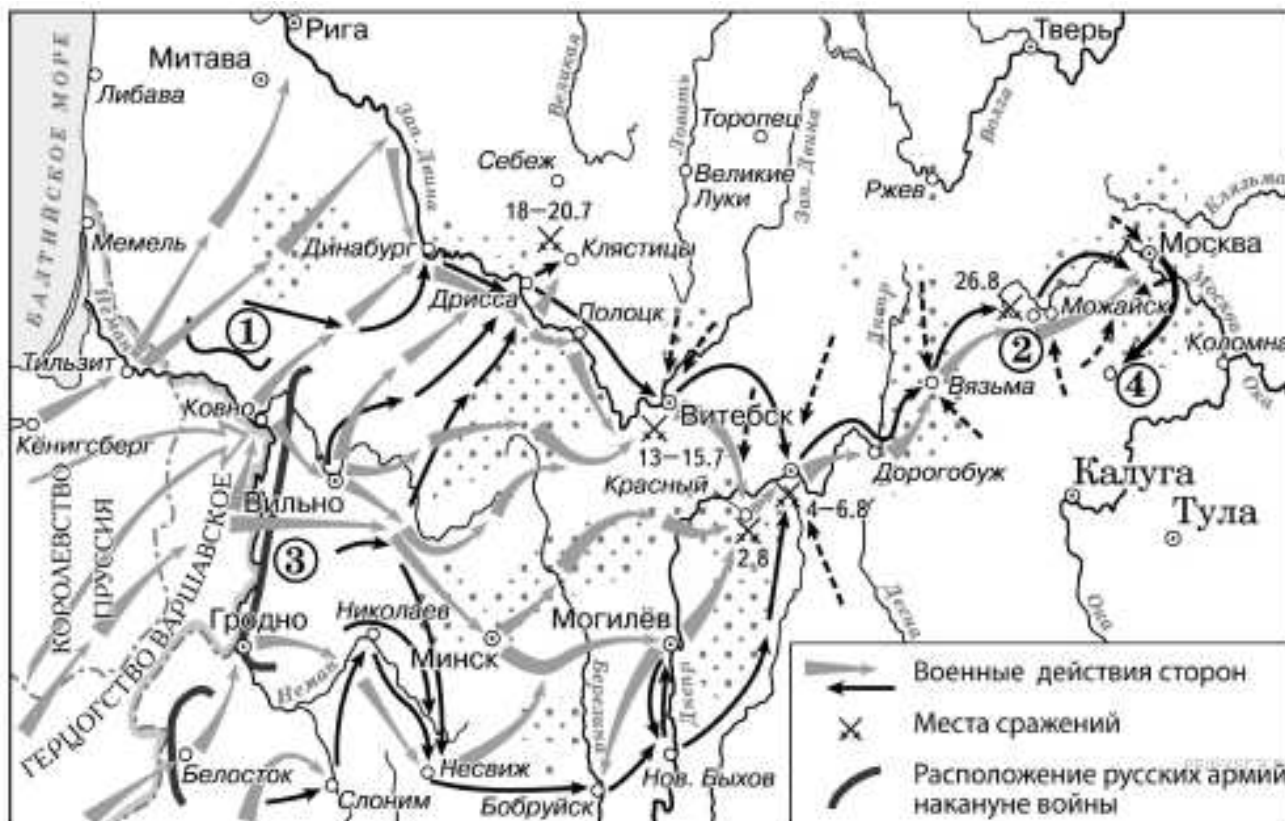 Рига
Тверь
Митава
Либава
БАЛТИЙСКОЕ МОРЕ
Зап. Двина
Великая
Ловать
Торопец
Зап. Двина
Волга
Себеж
Великие
Луки
Ржев
Клязьма
18–20.7
Мемель
Динабург
Клястицы
Москва
Неман
Дрисса
26.8
Можайск
Москва
Полоцк
Днепр
1
2
Тильзит
Коломна
4
Ока
Вязьма
Ковно
Витебск
Кёнигсберг
13–15.7
Дорогобуж
Красный
Калуга
Вильно
4–6.8
Тула
КОРОЛЕВСТВО
ПРУССИЯ
ГЕРЦОГСТВО ВАРШАВСКОЕ
3
2.8
Николаев
Гродно
Минск
Могилёв
Десна
Ока
Неман
Березина
Днепр
Белосток
Несвиж
Нов. Быхов
Слоним
Бобруйск
Военные действия сторон
Места сражений
Расположение русских армий
накануне войны